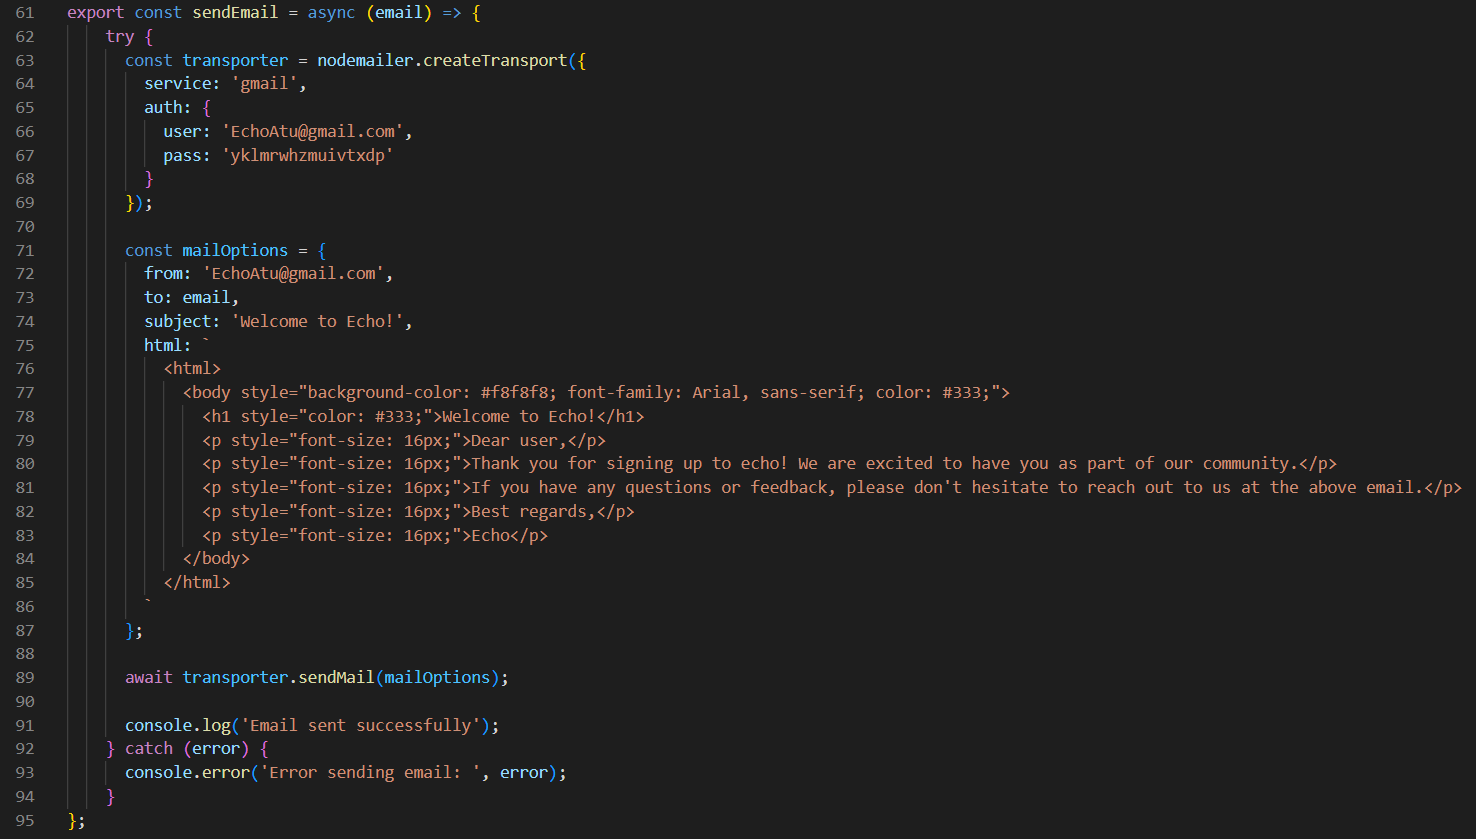 61 export const sendEmail = async (email) => {
62 try {
63 const transporter = nodemailer.createTransport({
64 service: 'gmail',
65 auth: {
66 user: 'EchoAtu@gmail.com',
67 pass: 'yklmrwhzmuivtxdp'
68 }
69 });
70
71 const mailOptions = {
72 from: 'EchoAtu@gmail.com',
73 to: email,
74 subject: 'Welcome to Echo!',
75 html: `
76 <html>
77 <body style="background-color: #f8f8f8; font-family: Arial, sans-serif; color: #333;">
78 <h1 style="color: #333;">Welcome to Echo!</h1>
79 <p style="font-size: 16px;">Dear user,</p>
80 <p style="font-size: 16px;">Thank you for signing up to echo! We are excited to have you as part of our community.</p>
81 <p style="font-size: 16px;">If you have any questions or feedback, please don't hesitate to reach out to us at the above email.</p>
82 <p style="font-size: 16px;">Best regards,</p>
83 <p style="font-size: 16px;">Echo</p>
84 </body>
85 </html>
86 `
87 };
88
89 await transporter.sendMail(mailOptions);
90
91 console.log('Email sent successfully');
92 } catch (error) {
93 console.error('Error sending email: ', error);
94 }
95 };